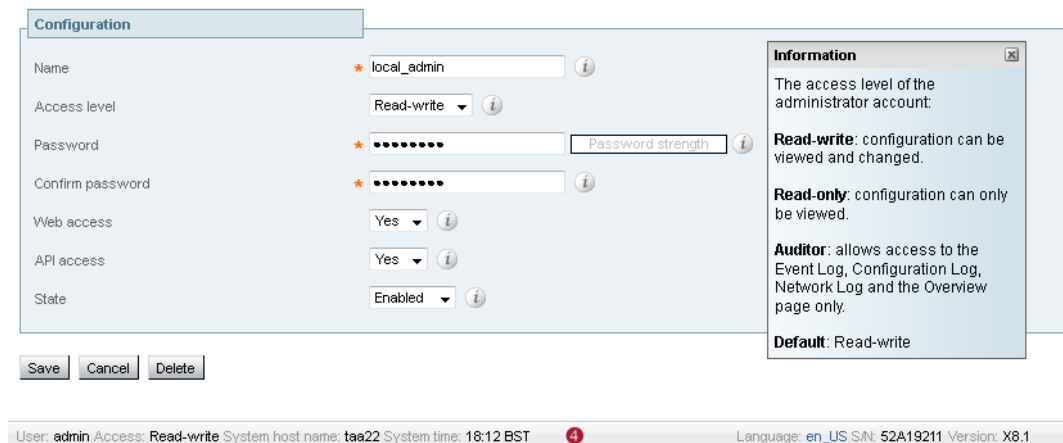 Configuration
Name * local_admin i
Access level Read-write i
Password * •••••••• Password strength i
Confirm password * •••••••• i
Web access Yes i
API access Yes i
State Enabled i
Information
The access level of the
administrator account:
Read-write: configuration can be
viewed and changed.
Read-only: configuration can only
be viewed.
Auditor: allows access to the
Event Log, Configuration Log,
Network Log and the Overview
page only.
Default: Read-write
Save Cancel Delete
User: admin Access: Read-write System host name: taa22 System time: 18:12 BST 4 Language: en_US S/N: 52A19211 Version: X8.1